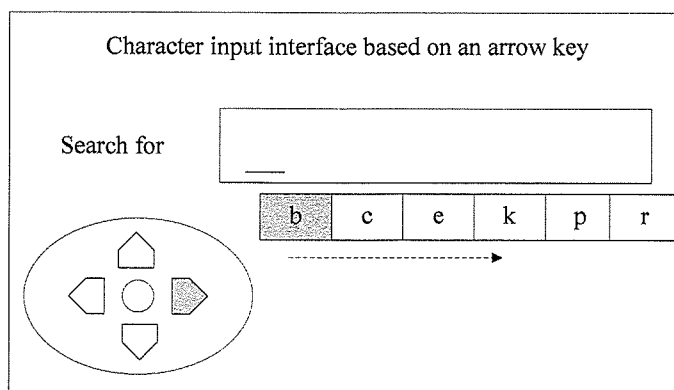 Character input interface based on an arrow key
Search for
b c e k p r